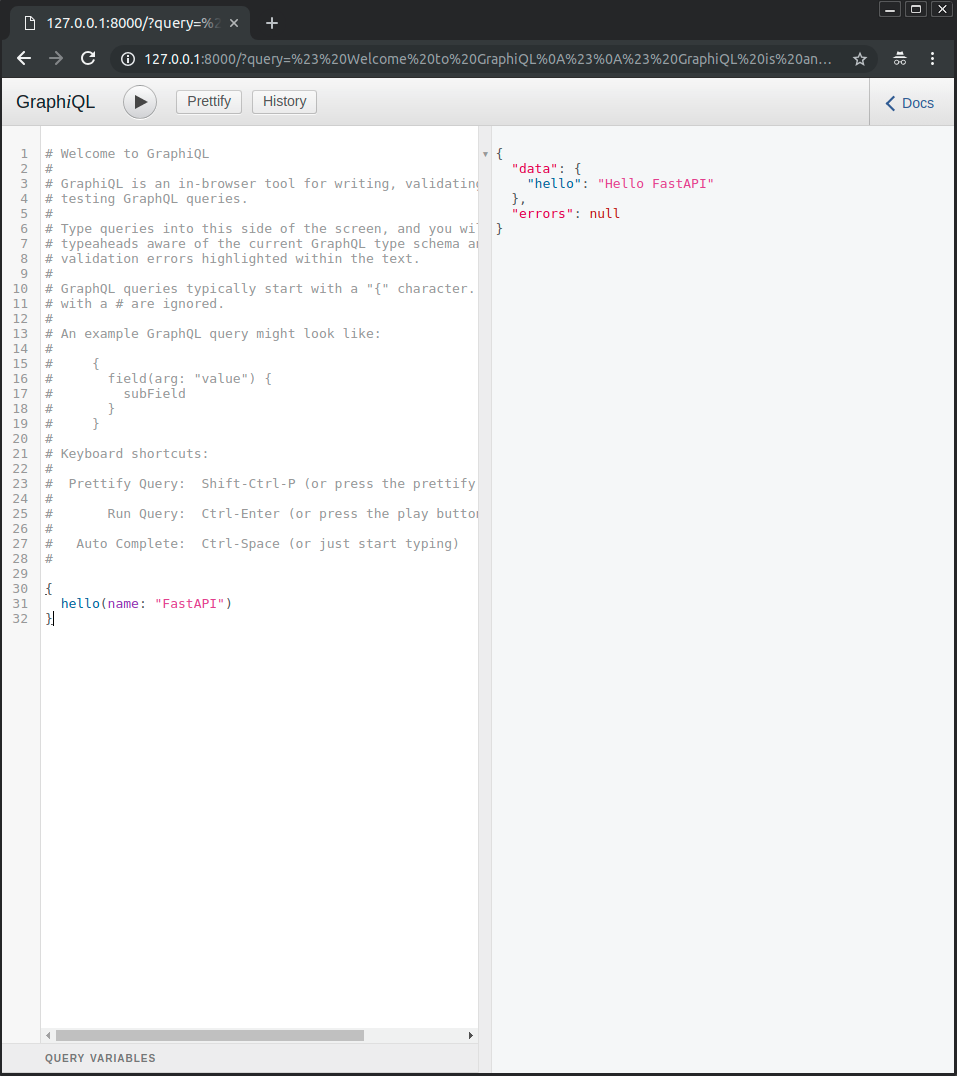 127.0.0.1:8000/?query=%2
127.0.0.1:8000/?query=%23%20Welcome%20to%20GraphiQL%0A%23%0A%23%20GraphiQL%20is%20an...
GraphiQL
Prettify
History
Docs
1 # Welcome to GraphiQL
2 #
3 # GraphiQL is an in-browser tool for writing, validating
4 # testing GraphQL queries.
5 #
6 # Type queries into this side of the screen, and you wi
7 # typeaheads aware of the current GraphQL type schema an
8 # validation errors highlighted within the text.
9 #
10 # GraphQL queries typically start with a "{" character.
11 # with a # are ignored.
12 #
13 # An example GraphQL query might look like:
14 #
15 #     {
16 #       field(arg: "value") {
17 #         subField
18 #       }
19 #     }
20 #
21 # Keyboard shortcuts:
22 #
23 #  Prettify Query:  Shift-Ctrl-P (or press the prettify
24 #
25 #       Run Query:  Ctrl-Enter (or press the play button
26 #
27 #   Auto Complete:  Ctrl-Space (or just start typing)
28 #
29
30 {
31   hello(name: "FastAPI")
32 }
QUERY VARIABLES
{
  "data": {
    "hello": "Hello FastAPI"
  },
  "errors": null
}